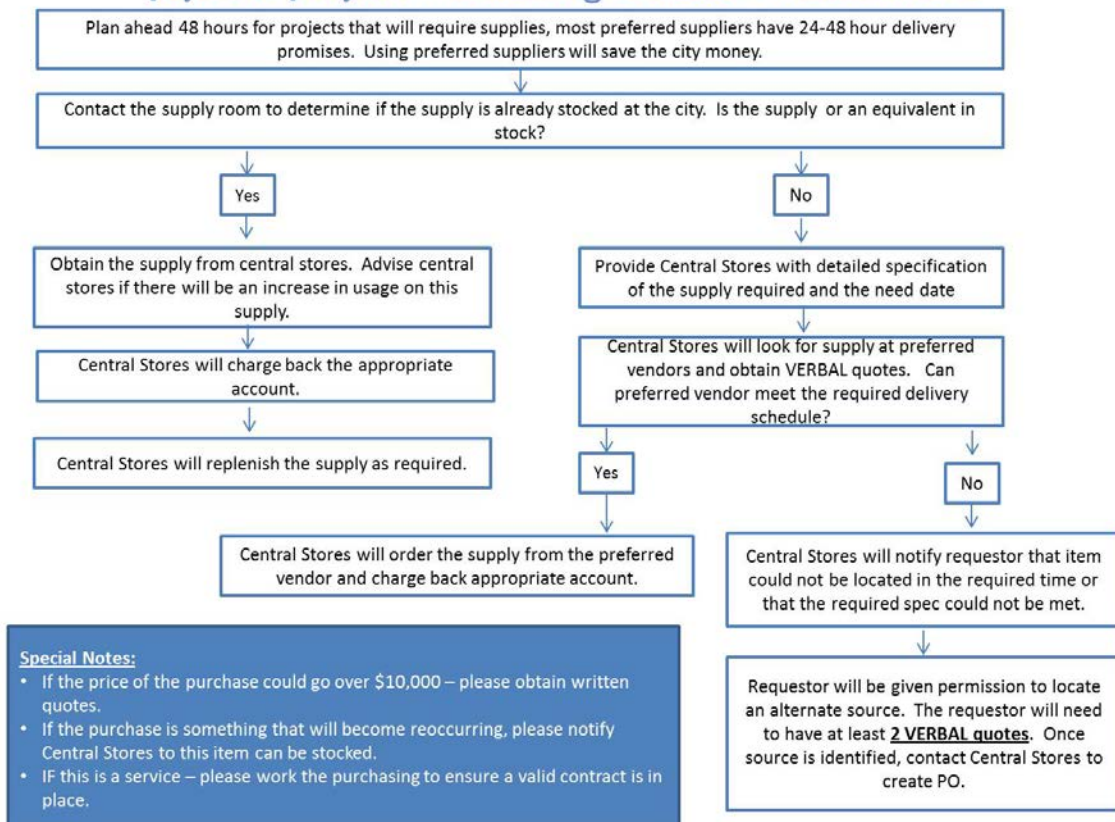 Plan ahead 48 hours for projects that will require supplies, most preferred suppliers have 24-48 hour delivery
promises. Using preferred suppliers will save the city money.
Contact the supply room to determine if the supply is already stocked at the city. Is the supply or an equivalent in
stock?
Yes
No
Obtain the supply from central stores. Advise central
stores if there will be an increase in usage on this
supply.
Provide Central Stores with detailed specification
of the supply required and the need date
Central Stores will charge back the appropriate
account.
Central Stores will look for supply at preferred
vendors and obtain VERBAL quotes. Can
preferred vendor meet the required delivery
schedule?
Central Stores will replenish the supply as required.
Yes
No
Central Stores will order the supply from the preferred
vendor and charge back appropriate account.
Central Stores will notify requestor that item
could not be located in the required time or
that the required spec could not be met.
Special Notes:
• If the price of the purchase could go over $10,000 – please obtain written
quotes.
• If the purchase is something that will become reoccurring, please notify
Central Stores to this item can be stocked.
• IF this is a service – please work the purchasing to ensure a valid contract is in
place.
Requestor will be given permission to locate
an alternate source. The requestor will need
to have at least 2 VERBAL quotes. Once
source is identified, contact Central Stores to
create PO.